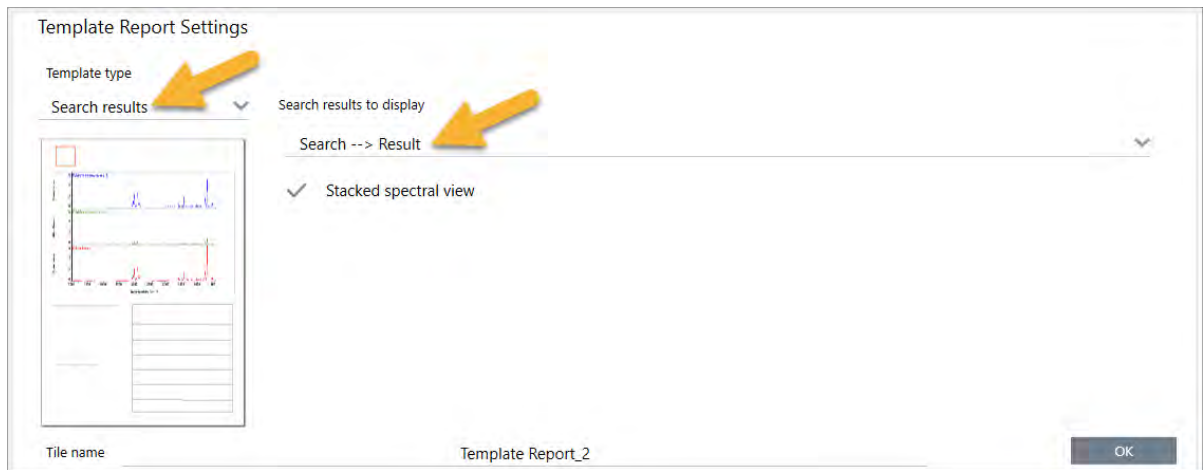 Template Report Settings
Template type
Search results
Search results to display
Search --> Result
Stacked spectral view
Tile name
Template Report_2
OK